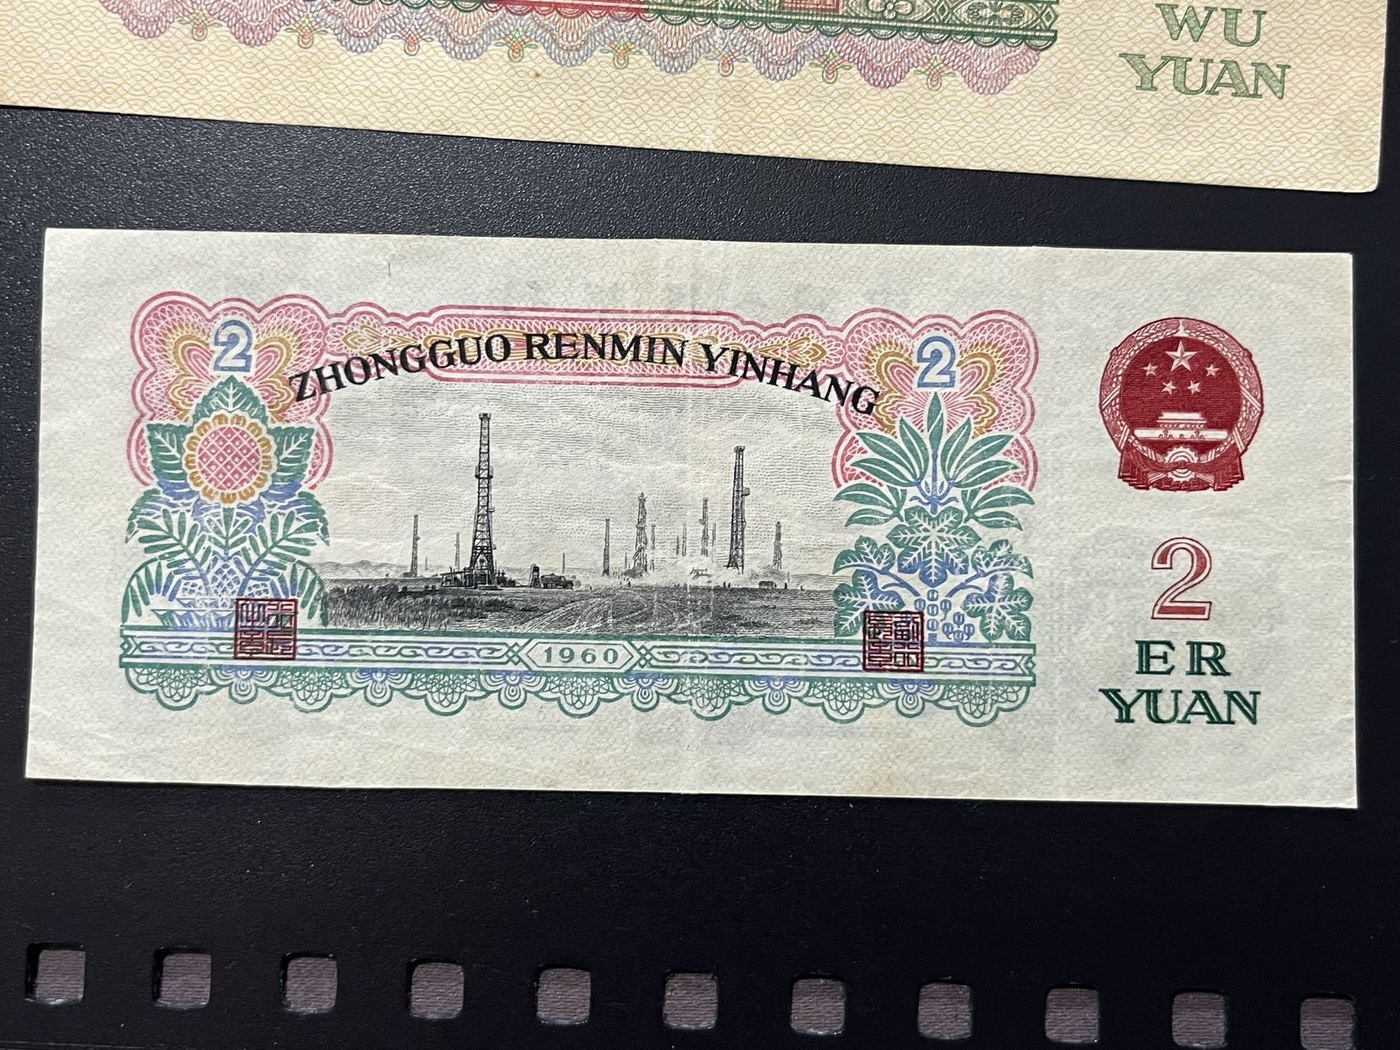 WU
YUAN
ZHONGGUO RENMIN YINHANG
2
2
1960
2
ER
YUAN